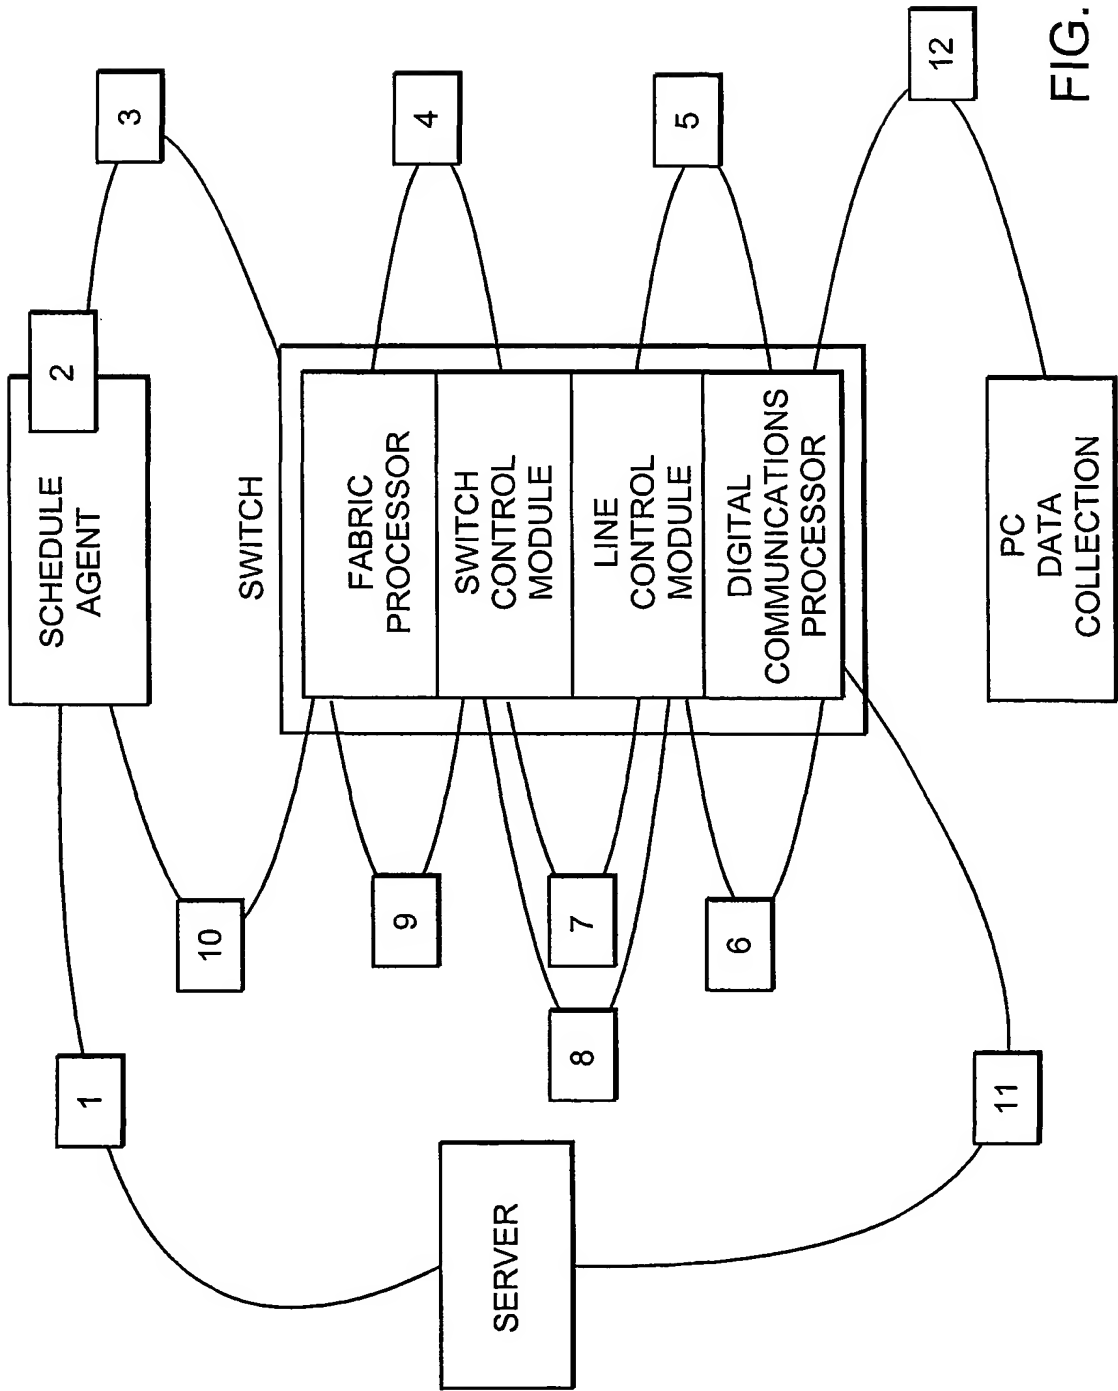 1
SCHEDULE
AGENT
2
3
10
SWITCH
9
FABRIC
PROCESSOR
4
SERVER
SWITCH
CONTROL
MODULE
8
7
LINE
CONTROL
MODULE
5
6
DIGITAL
COMMUNICATIONS
PROCESSOR
12
11
PC
DATA
COLLECTION
FIG.